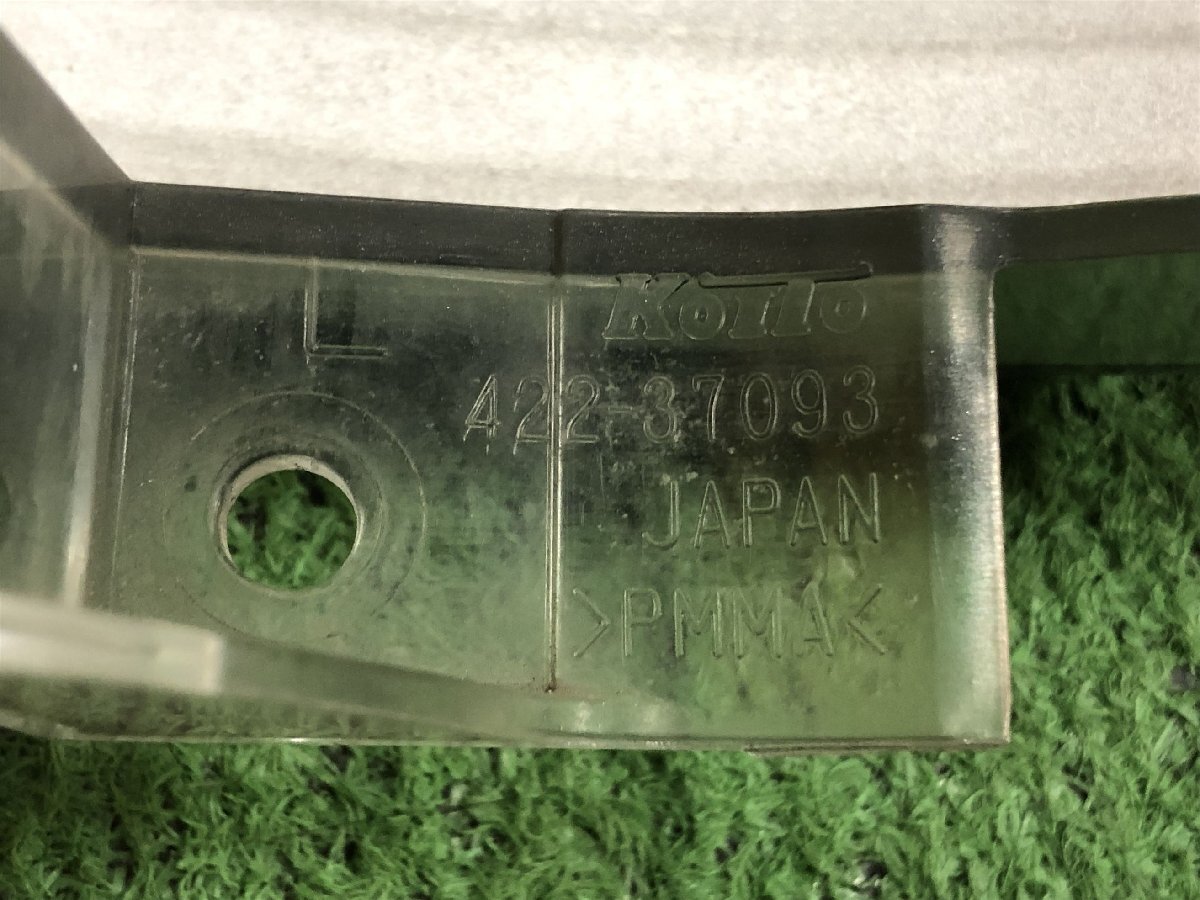 L
KOITO
422-37093
JAPAN
>PMMA<